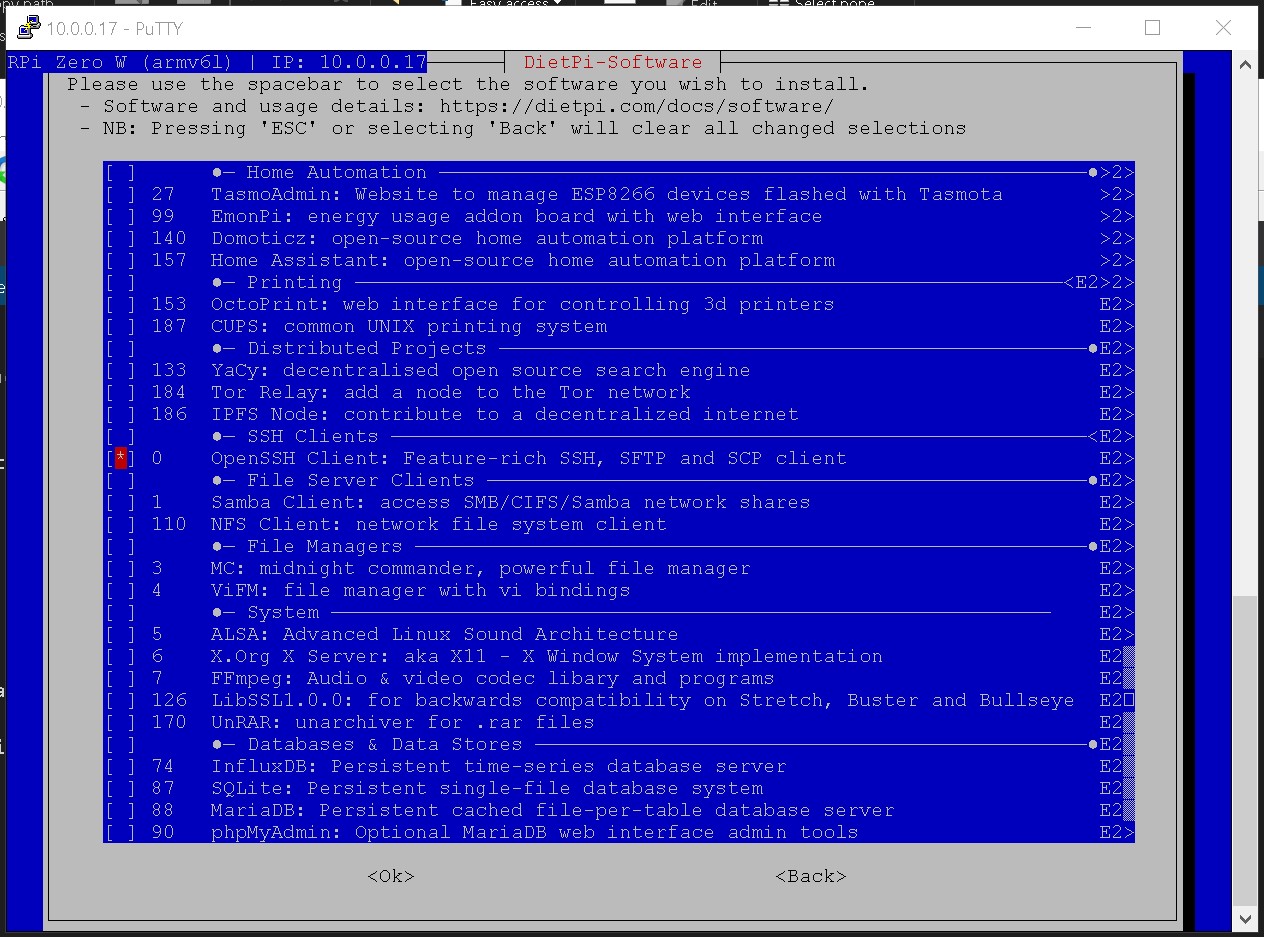 Easy access
Edit
Select none
10.0.0.17 - PuTTY
RPi Zero W (armv6l) | IP: 10.0.0.17
DietPi-Software
Please use the spacebar to select the software you wish to install.
- Software and usage details: https://dietpi.com/docs/software/
- NB: Pressing 'ESC' or selecting 'Back' will clear all changed selections
[ ] ●─ Home Automation ─●>2>
[ ] 27 TasmoAdmin: Website to manage ESP8266 devices flashed with Tasmota >2>
[ ] 99 EmonPi: energy usage addon board with web interface >2>
[ ] 140 Domoticz: open-source home automation platform >2>
[ ] 157 Home Assistant: open-source home automation platform >2>
[ ] ●─ Printing ─<E2>2>
[ ] 153 OctoPrint: web interface for controlling 3d printers E2>
[ ] 187 CUPS: common UNIX printing system E2>
[ ] ●─ Distributed Projects ─●E2>
[ ] 133 YaCy: decentralised open source search engine E2>
[ ] 184 Tor Relay: add a node to the Tor network E2>
[ ] 186 IPFS Node: contribute to a decentralized internet E2>
[ ] ●─ SSH Clients ─<E2>
[*] 0 OpenSSH Client: Feature-rich SSH, SFTP and SCP client E2>
[ ] ●─ File Server Clients ─●E2>
[ ] 1 Samba Client: access SMB/CIFS/Samba network shares E2>
[ ] 110 NFS Client: network file system client E2>
[ ] ●─ File Managers ─●E2>
[ ] 3 MC: midnight commander, powerful file manager E2>
[ ] 4 ViFM: file manager with vi bindings E2>
[ ] ●─ System ─ E2>
[ ] 5 ALSA: Advanced Linux Sound Architecture E2>
[ ] 6 X.Org X Server: aka X11 - X Window System implementation E2
[ ] 7 FFmpeg: Audio & video codec libary and programs E2
[ ] 126 LibSSL1.0.0: for backwards compatibility on Stretch, Buster and Bullseye E2
[ ] 170 UnRAR: unarchiver for .rar files E2
[ ] ●─ Databases & Data Stores ─●E2
[ ] 74 InfluxDB: Persistent time-series database server E2
[ ] 87 SQLite: Persistent single-file database system E2
[ ] 88 MariaDB: Persistent cached file-per-table database server E2
[ ] 90 phpMyAdmin: Optional MariaDB web interface admin tools E2>
<Ok> <Back>